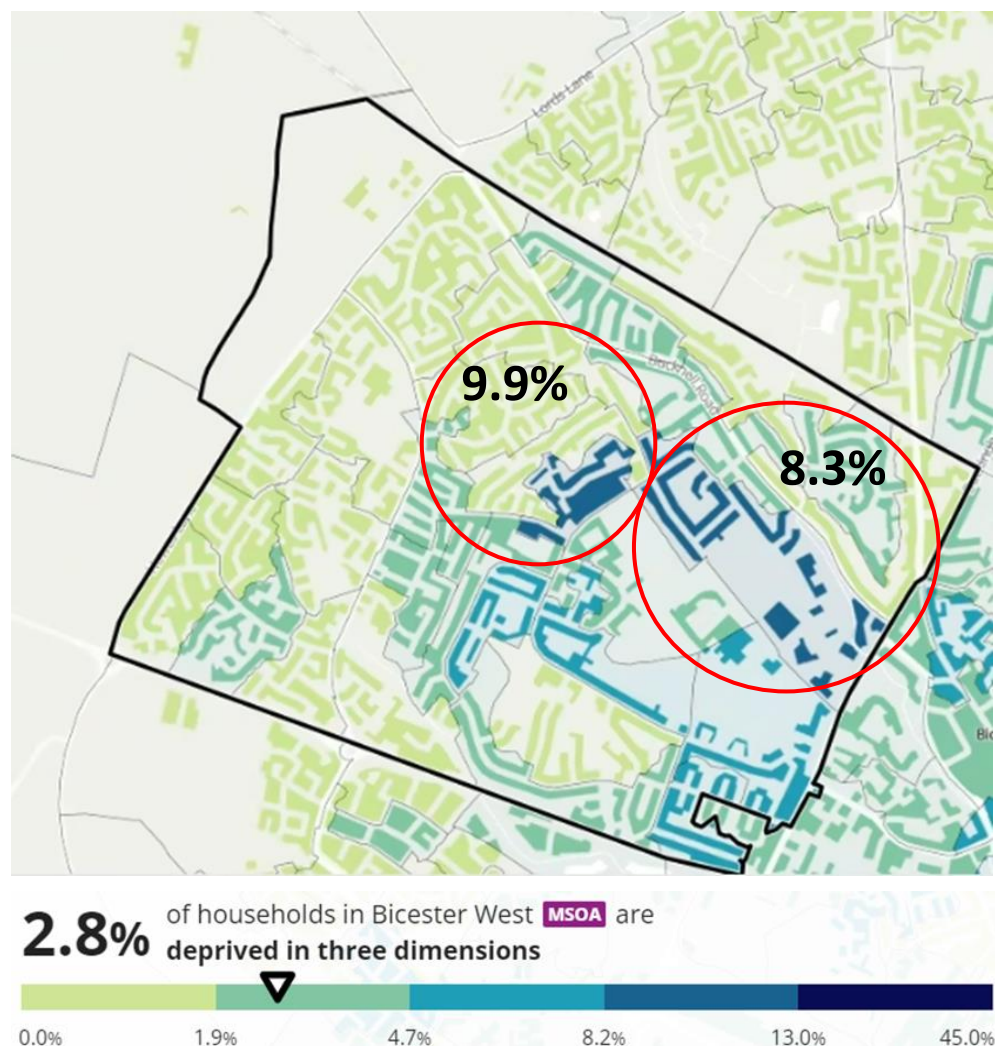 Lords Lane
Bucknell Road
9.9%
8.3%
Bic
2.8% of households in Bicester West MSOA are
deprived in three dimensions
0.0% 1.9% 4.7% 8.2% 13.0% 45.0%